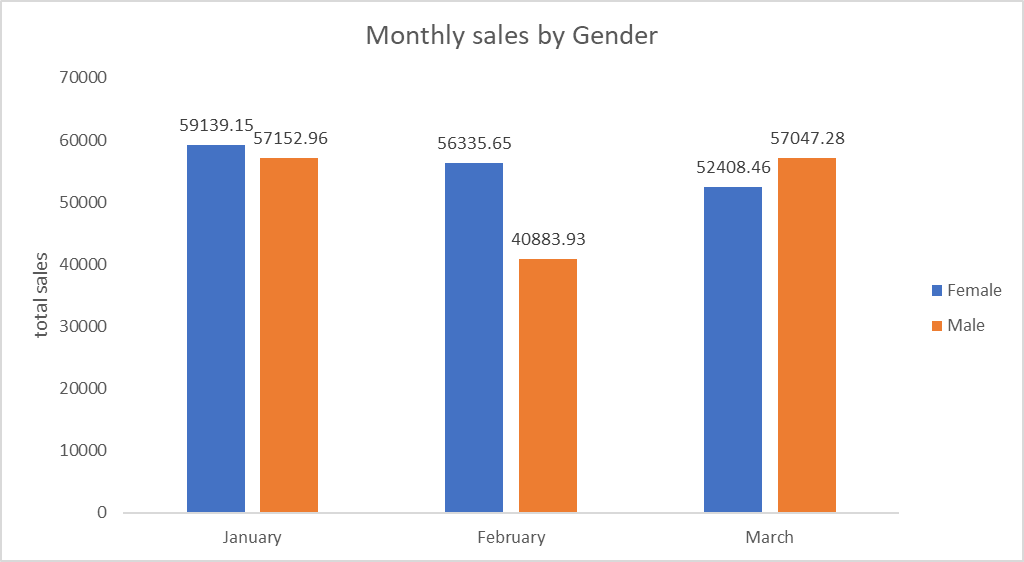 Monthly sales by Gender
70000
60000
50000
40000
30000
20000
10000
0
total sales
59139.15
57152.96
56335.65
40883.93
52408.46
57047.28
January
February
March
Female
Male